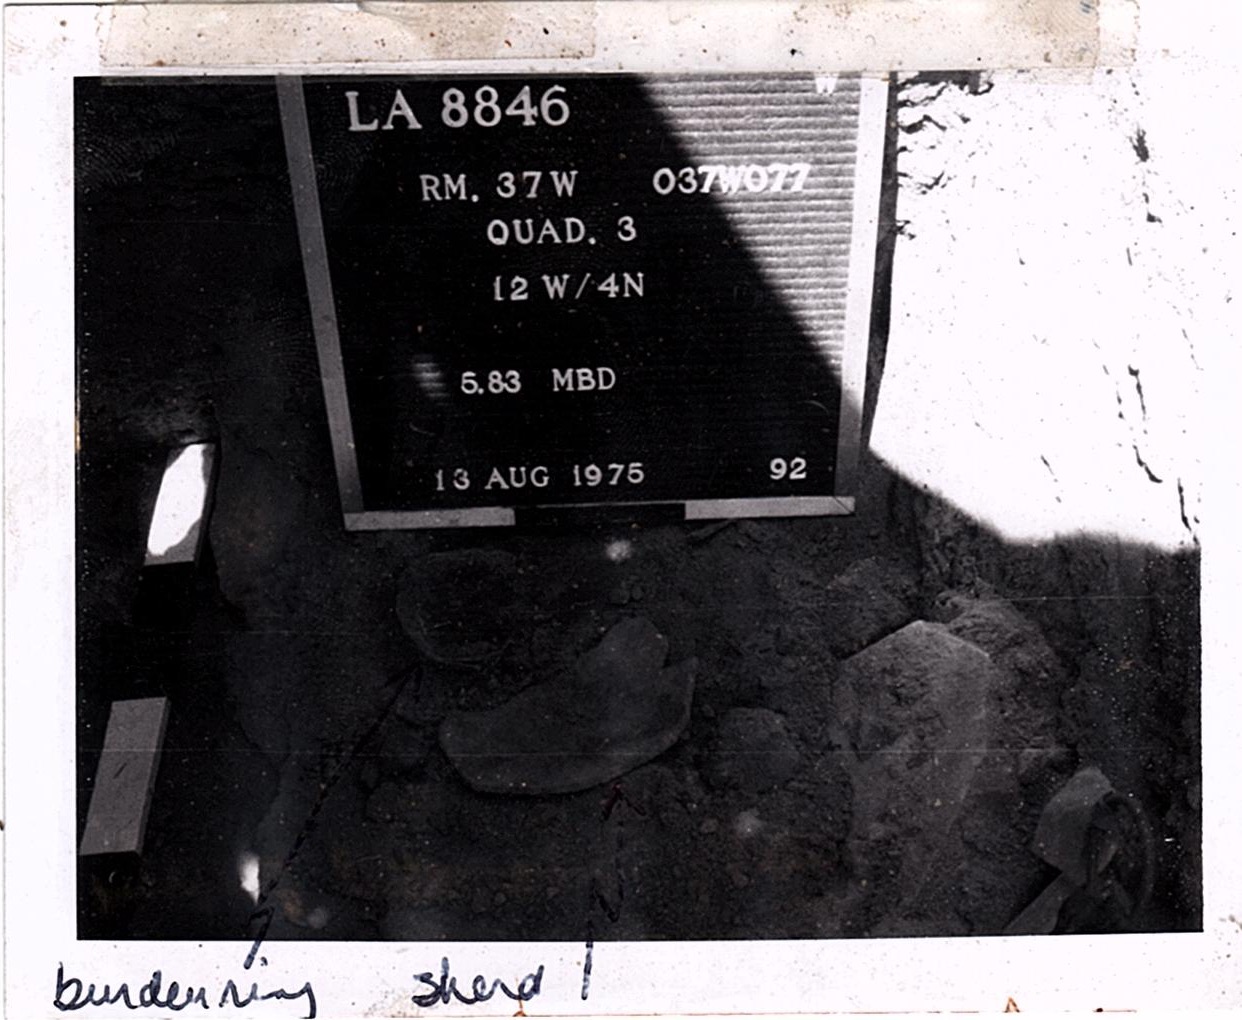 W
LA 8846
RM. 37W 037W077
QUAD. 3
12 W/4N
5.83 MBD
13 AUG 1975 92
burden ring sherd